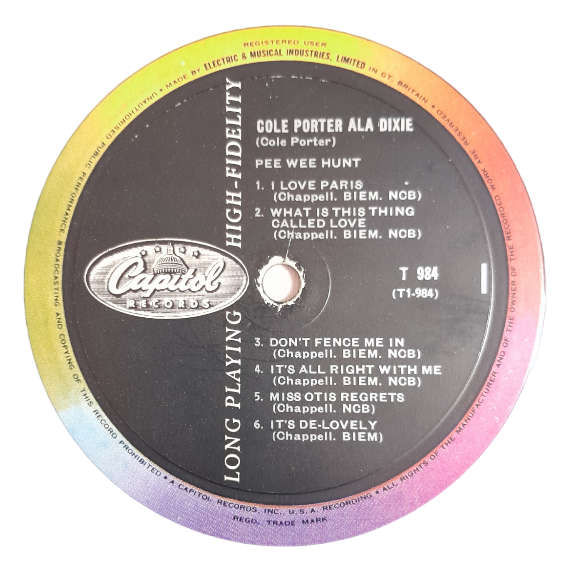 REGISTERED USER
• MADE BY ELECTRIC & MUSICAL INDUSTRIES, LIMITED IN GT. BRITAIN •
UNAUTHORISED PUBLIC PERFORMANCE, BROADCASTING AND COPYING OF THIS RECORD PROHIBITED • A CAPITOL RECORDS, INC., U.S.A. RECORDING • ALL RIGHTS OF THE MANUFACTURER AND OF THE OWNER OF THE RECORDED WORK ARE RESERVED
REGD. TRADE MARK
LONG PLAYING HIGH-FIDELITY
Capitol
RECORDS
COLE PORTER ALA DIXIE
(Cole Porter)
PEE WEE HUNT
1. I LOVE PARIS
(Chappell. BIEM. NCB)
2. WHAT IS THIS THING
CALLED LOVE
(Chappell. BIEM. NCB)
T 984
(T1-984)
1
3. DON'T FENCE ME IN
(Chappell. BIEM. NCB)
4. IT'S ALL RIGHT WITH ME
(Chappell. BIEM. NCB)
5. MISS OTIS REGRETS
(Chappell. NCB)
6. IT'S DE-LOVELY
(Chappell. BIEM)